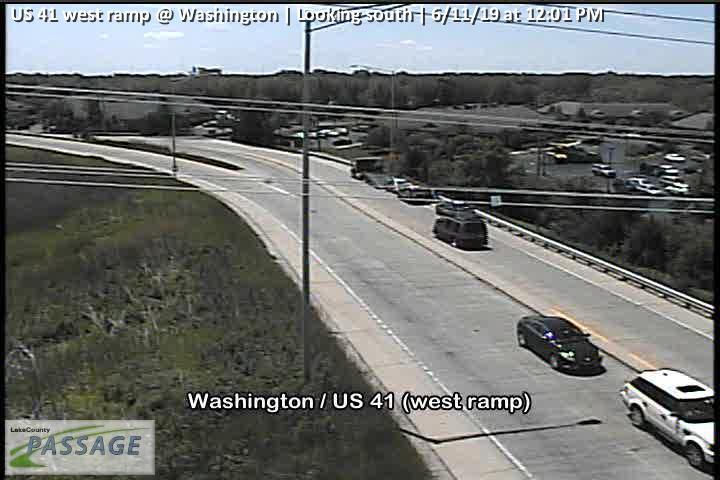 US 41 west ramp @ Washington | Looking south | 6/11/19 at 12:01 PM
Washington / US 41 (west ramp)
LakeCounty
PASSAGE